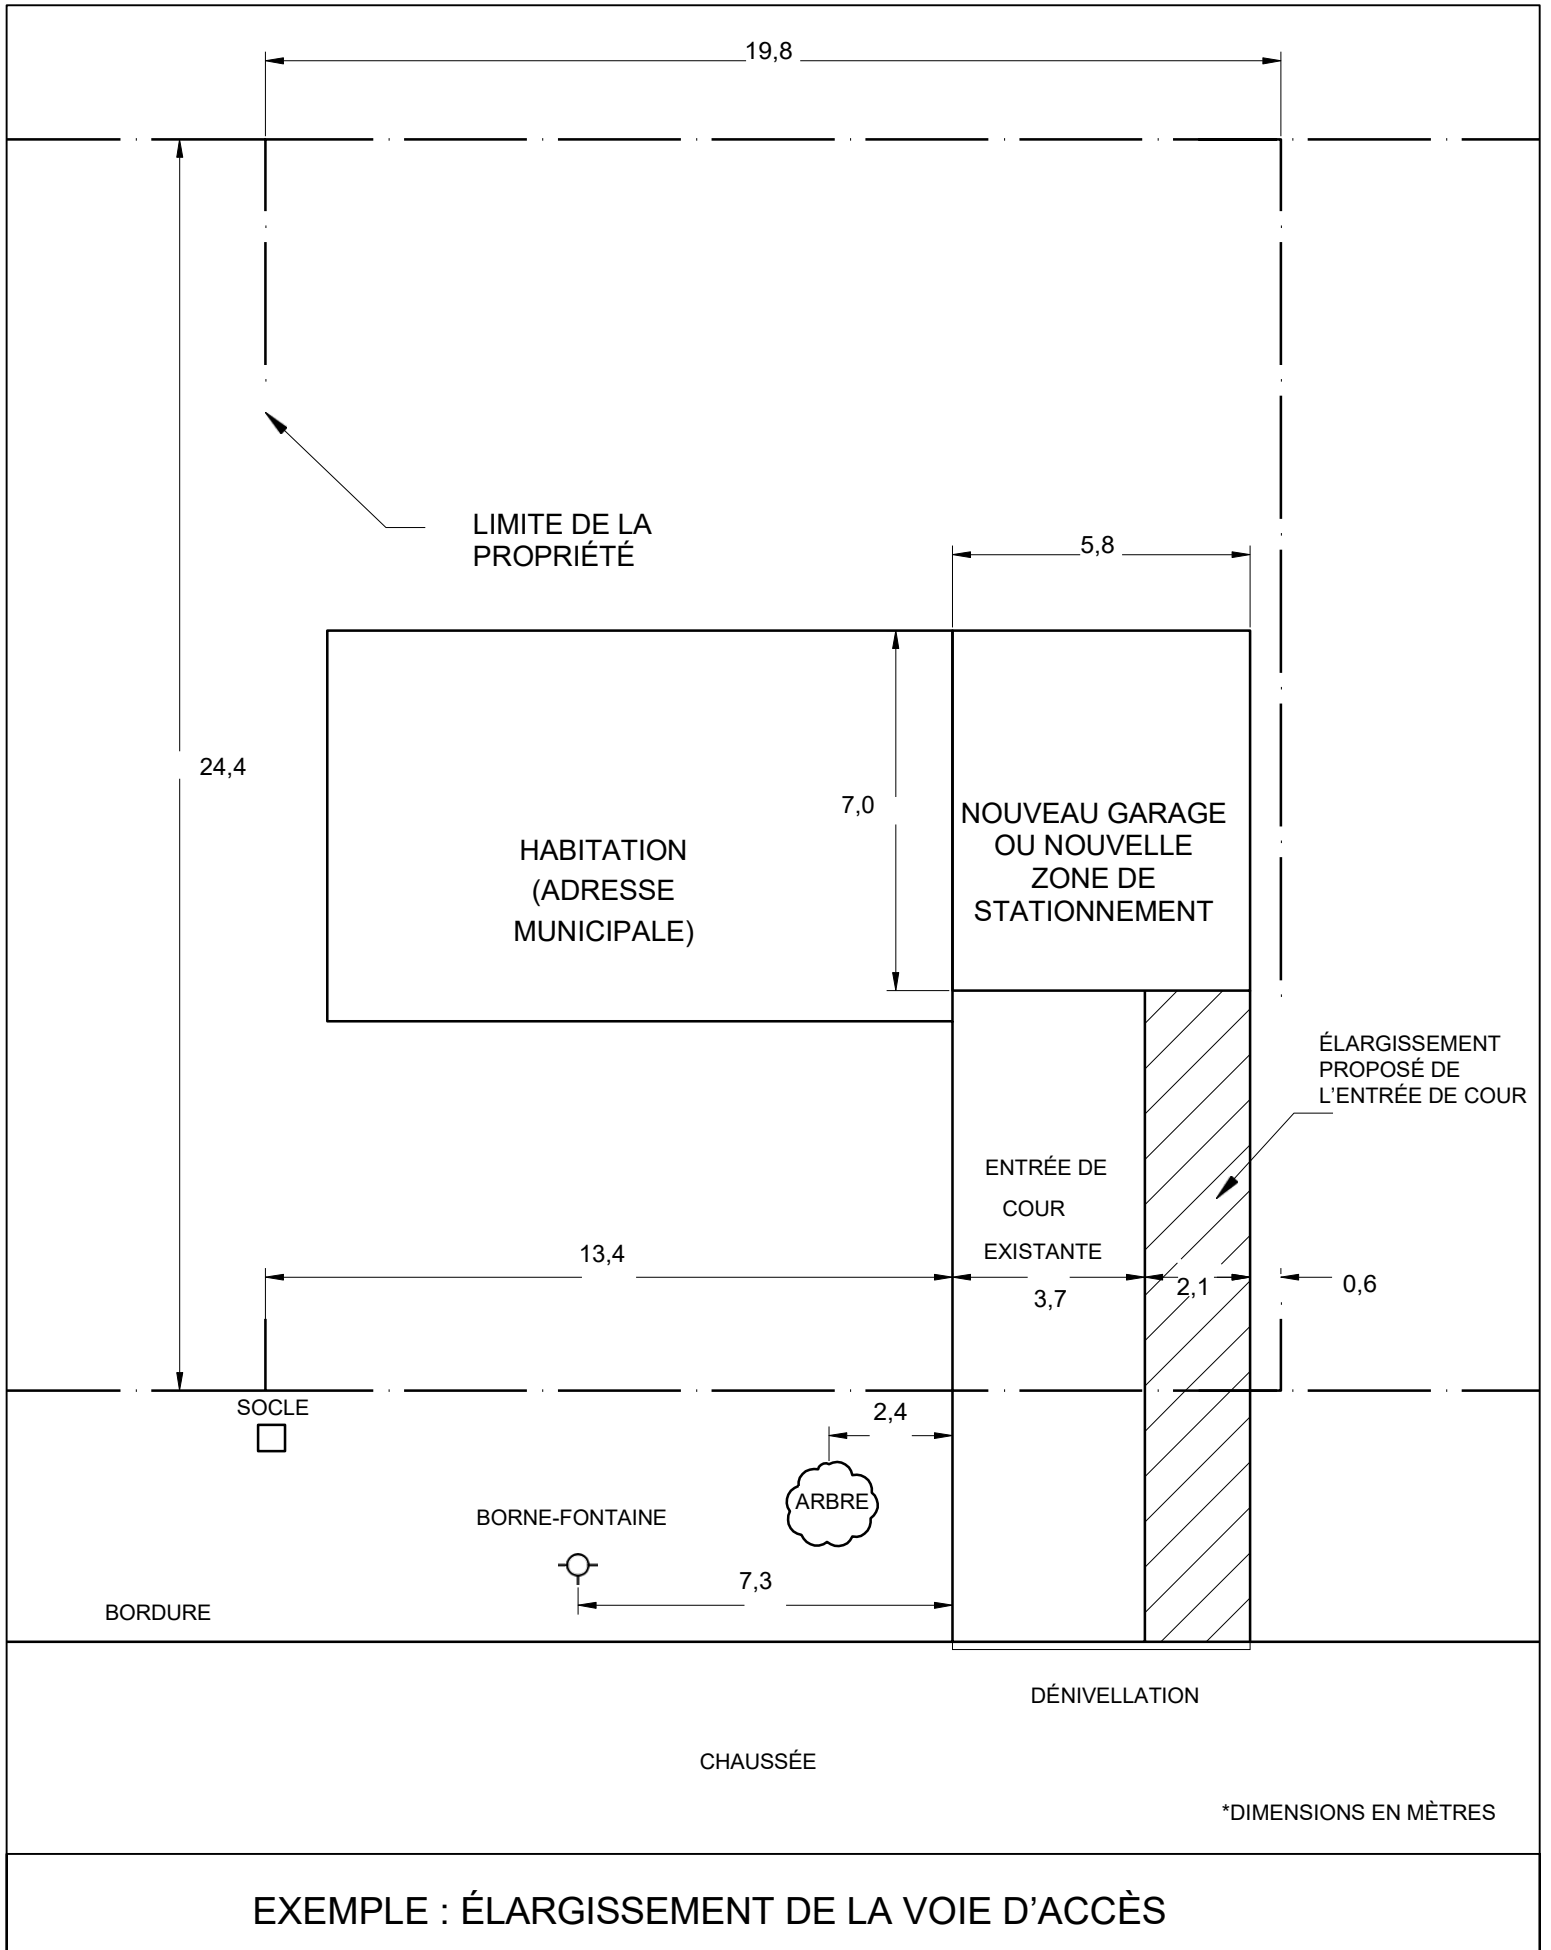 19,8
LIMITE DE LA
PROPRIÉTÉ
5,8
24,4
7,0
HABITATION
(ADRESSE
MUNICIPALE)
NOUVEAU GARAGE
OU NOUVELLE
ZONE DE
STATIONNEMENT
ÉLARGISSEMENT
PROPOSÉ DE
L'ENTRÉE DE COUR
ENTRÉE DE
COUR
EXISTANTE
13,4
3,7
2,1
0,6
SOCLE
2,4
ARBRE
BORNE-FONTAINE
7,3
BORDURE
DÉNIVELLATION
CHAUSSÉE
*DIMENSIONS EN MÈTRES
EXEMPLE : ÉLARGISSEMENT DE LA VOIE D'ACCÈS